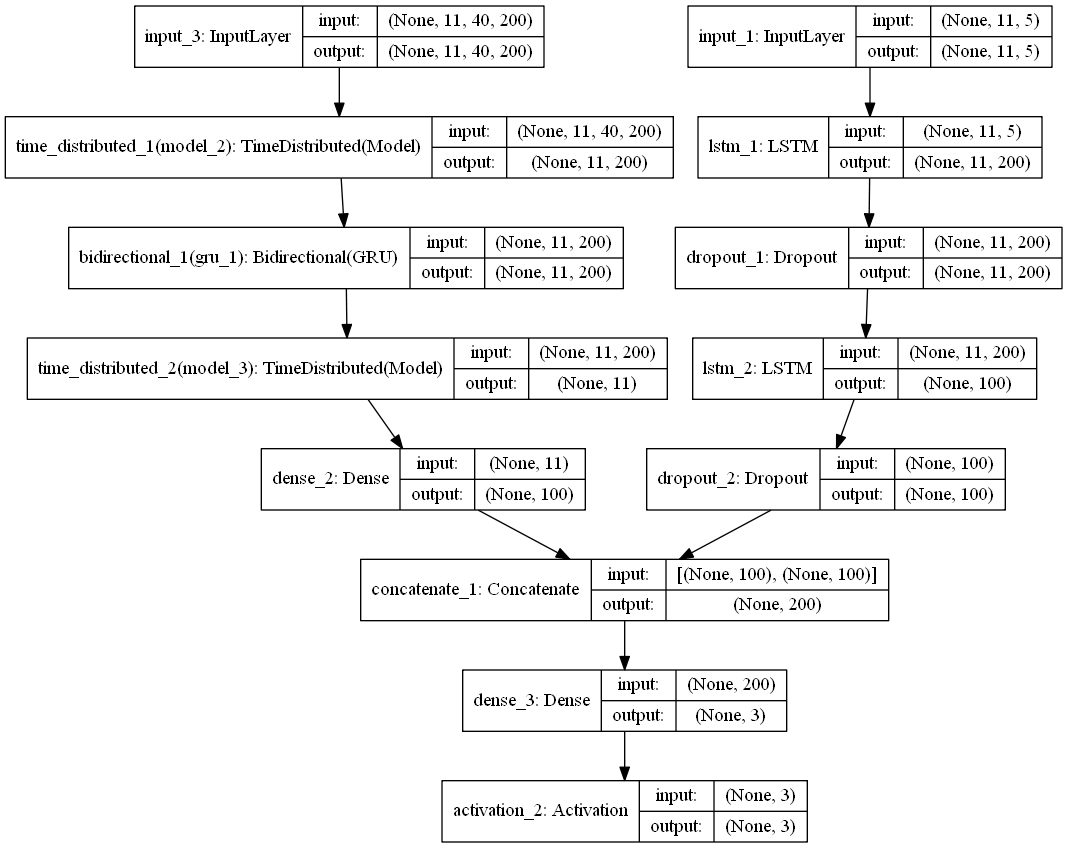 input_3: InputLayer
input: (None, 11, 40, 200)
output: (None, 11, 40, 200)
input_1: InputLayer
input: (None, 11, 5)
output: (None, 11, 5)
time_distributed_1(model_2): TimeDistributed(Model)
input: (None, 11, 40, 200)
output: (None, 11, 200)
lstm_1: LSTM
input: (None, 11, 5)
output: (None, 11, 200)
bidirectional_1(gru_1): Bidirectional(GRU)
input: (None, 11, 200)
output: (None, 11, 200)
dropout_1: Dropout
input: (None, 11, 200)
output: (None, 11, 200)
time_distributed_2(model_3): TimeDistributed(Model)
input: (None, 11, 200)
output: (None, 11)
lstm_2: LSTM
input: (None, 11, 200)
output: (None, 100)
dense_2: Dense
input: (None, 11)
output: (None, 100)
dropout_2: Dropout
input: (None, 100)
output: (None, 100)
concatenate_1: Concatenate
input: [(None, 100), (None, 100)]
output: (None, 200)
dense_3: Dense
input: (None, 200)
output: (None, 3)
activation_2: Activation
input: (None, 3)
output: (None, 3)